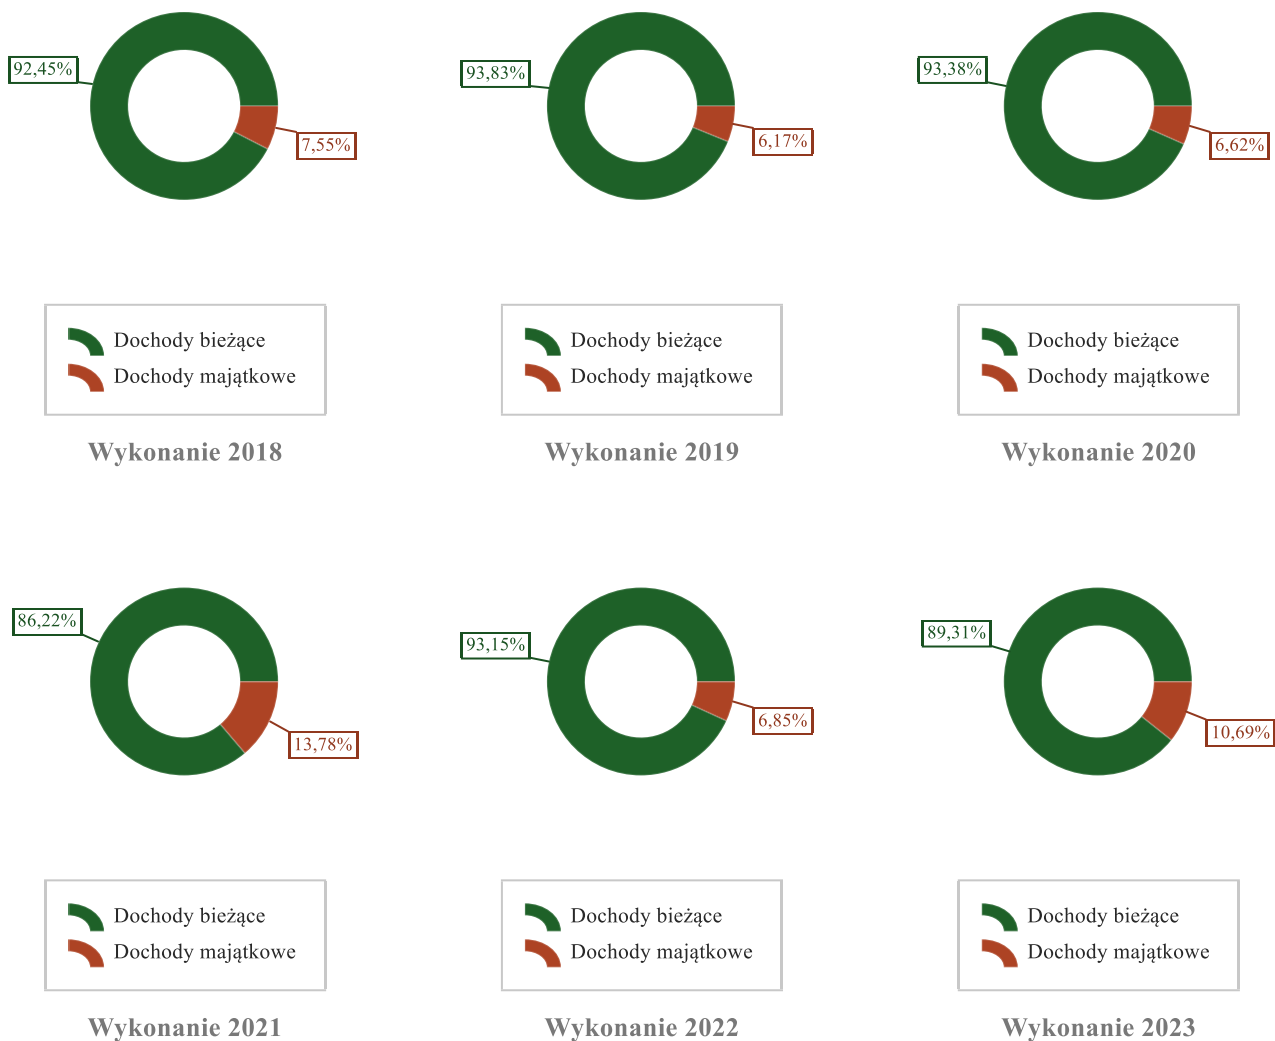 92,45%
7,55%
Dochody bieżące
Dochody majątkowe
Wykonanie 2018
93,83%
6,17%
Dochody bieżące
Dochody majątkowe
Wykonanie 2019
93,38%
6,62%
Dochody bieżące
Dochody majątkowe
Wykonanie 2020
86,22%
13,78%
Dochody bieżące
Dochody majątkowe
Wykonanie 2021
93,15%
6,85%
Dochody bieżące
Dochody majątkowe
Wykonanie 2022
89,31%
10,69%
Dochody bieżące
Dochody majątkowe
Wykonanie 2023